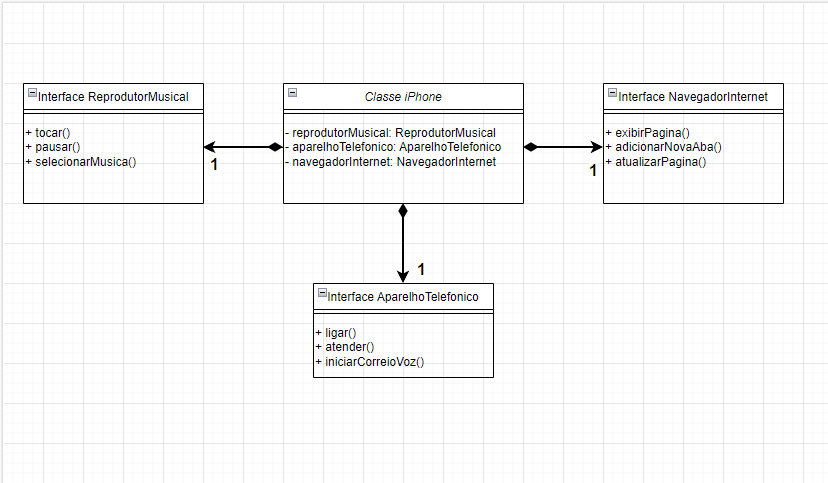 Interface ReprodutorMusical
+ tocar()
+ pausar()
+ selecionarMusica()
1
Classe iPhone
- reprodutorMusical: ReprodutorMusical
- aparelhoTelefonico: AparelhoTelefonico
- navegadorInternet: NavegadorInternet
1
Interface NavegadorInternet
+ exibirPagina()
+ adicionarNovaAba()
+ atualizarPagina()
1
Interface AparelhoTelefonico
+ ligar()
+ atender()
+ iniciarCorreioVoz()